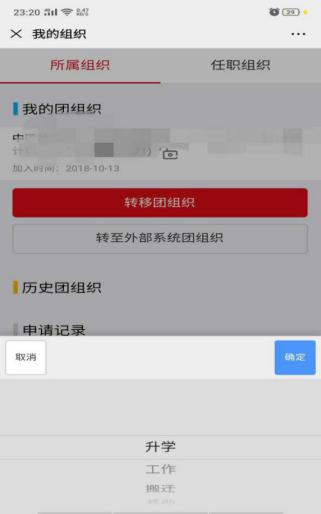 23:20
29
我的组织
所属组织 任职组织
我的团组织
加入时间：2018-10-13
转移团组织
转至外部系统团组织
历史团组织
申请记录
取消 确定
升学
工作
搬迁